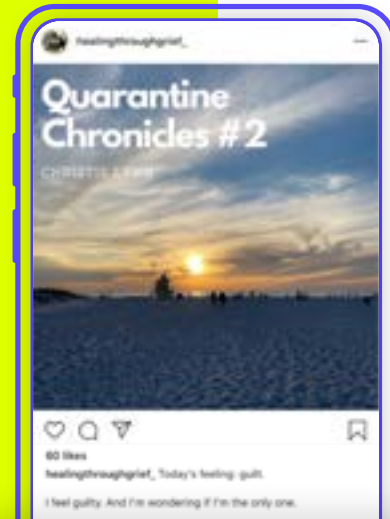 healingthroughgrief_
Quarantine
Chronicles #2
60 likes
healingthroughgrief_ Today's feeling: guilt.
I feel guilty. And I'm wondering if I'm the only one.